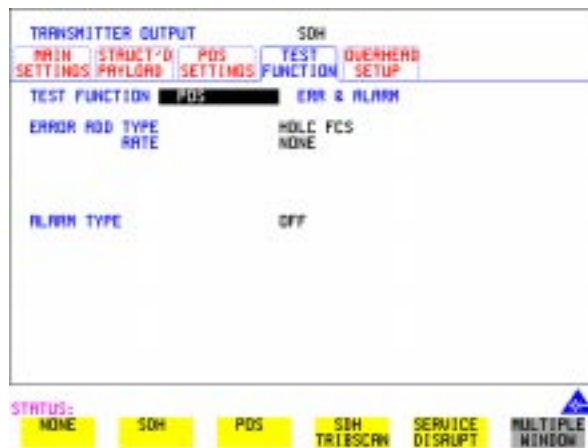 TRANSMITTER OUTPUT SDH
MAIN SETTINGS STRUCT'D PAYLOAD POS SETTINGS TEST FUNCTION OVERHEAD SETUP
TEST FUNCTION POS ERR & ALARM
ERROR ADD TYPE HDLC FCS
RATE NONE
ALARM TYPE OFF
STATUS:
NONE SDH POS SDH TRIBSCAN SERVICE DISRUPT MULTIPLE WINDOW